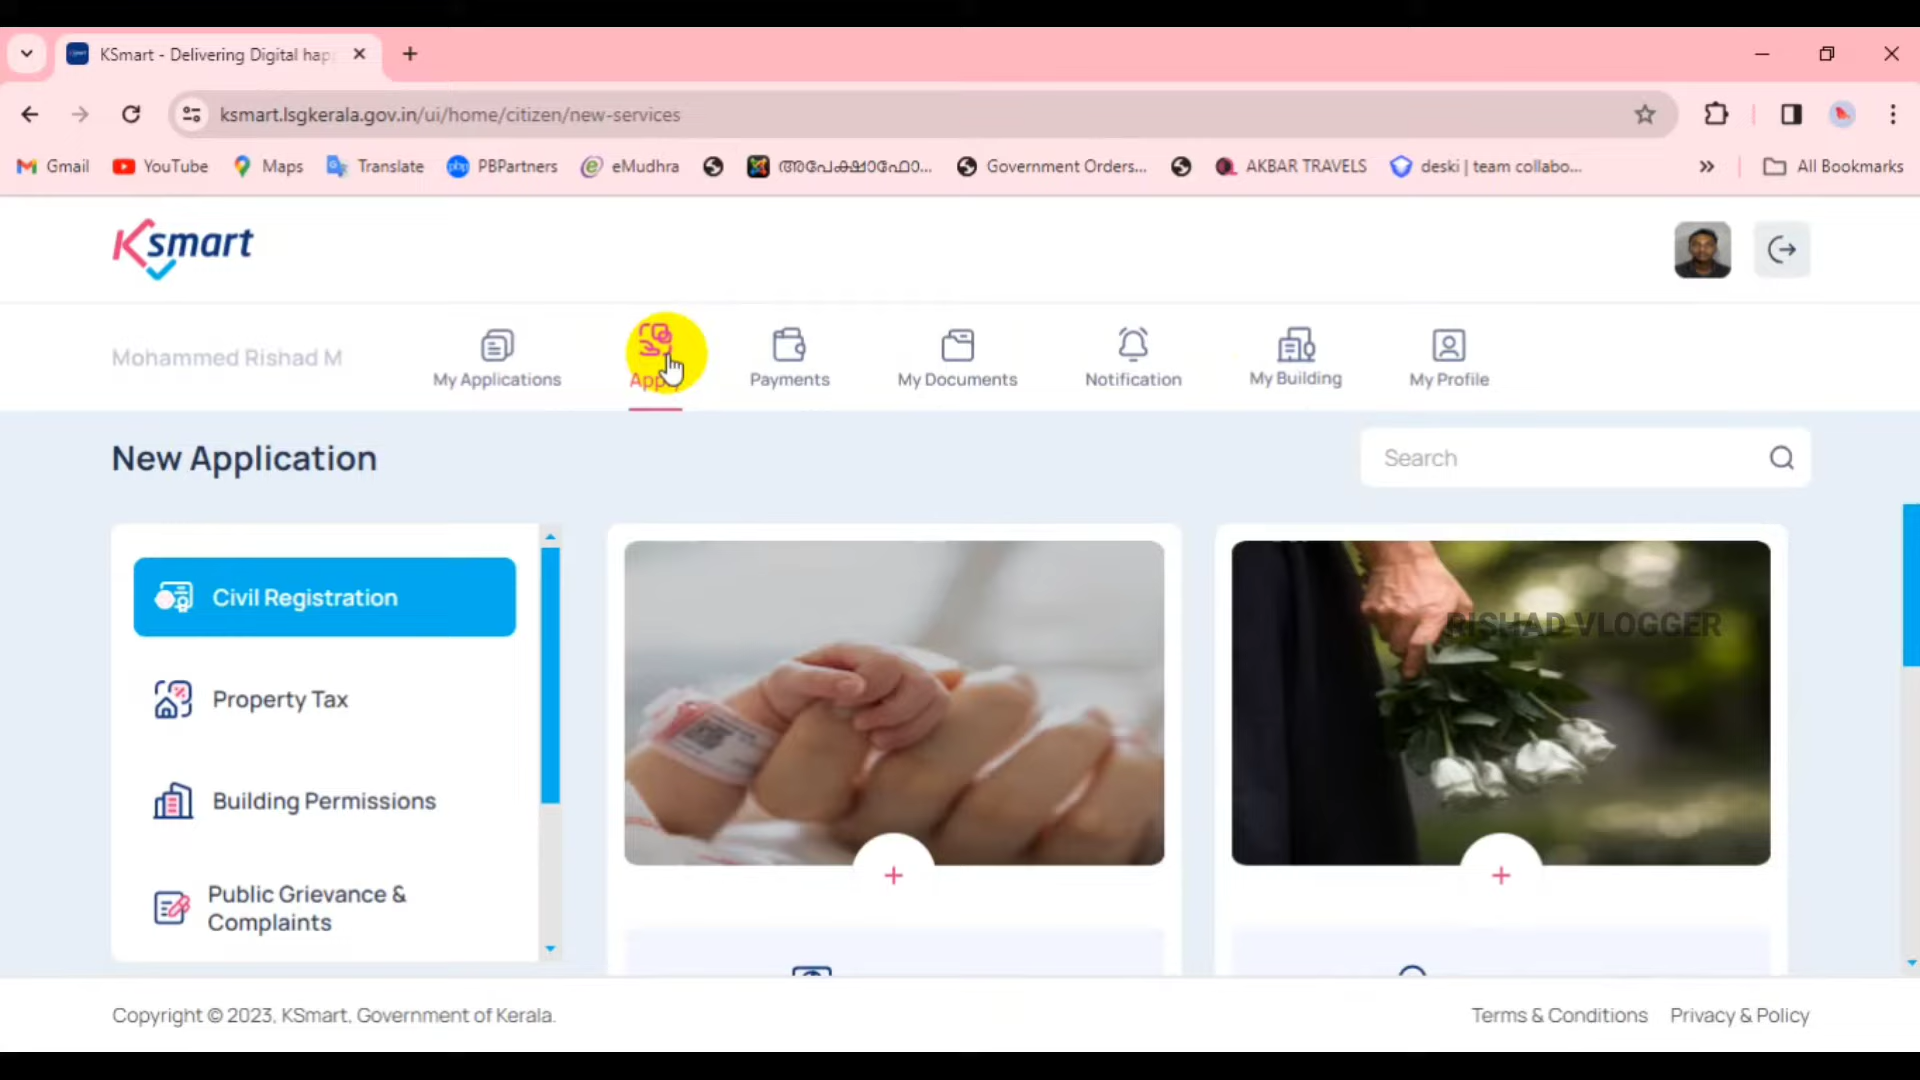 KSmart - Delivering Digital hap
ksmart.lsgkerala.gov.in/ui/home/citizen/new-services
Gmail YouTube Maps Translate PBPartners eMudhra അപേക്ഷാഫോ... Government Orders... AKBAR TRAVELS deski | team collabo... All Bookmarks
Ksmart
Mohammed Rishad M
My Applications Apply Payments My Documents Notification My Building My Profile
New Application
Search
Civil Registration
Property Tax
Building Permissions
Public Grievance &
Complaints
RISHAD VLOGGER
Copyright © 2023, KSmart, Government of Kerala.
Terms & Conditions Privacy & Policy